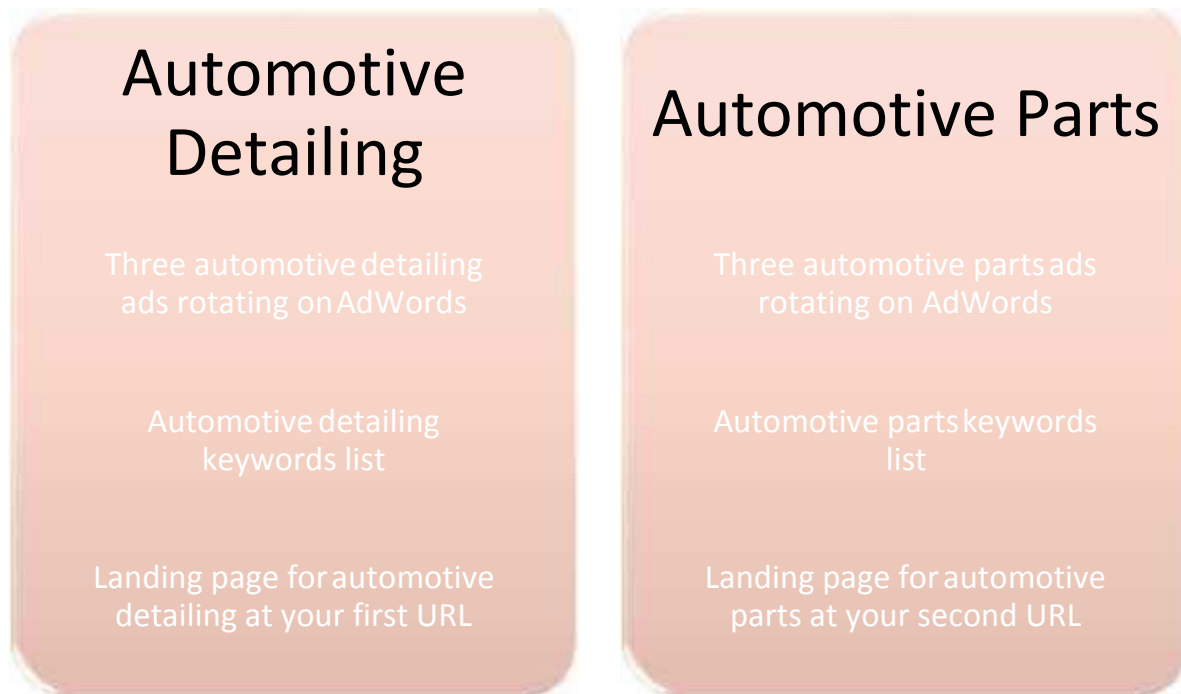 Automotive
Detailing
Three automotive detailing
ads rotating on AdWords
Automotive detailing
keywords list
Landing page for automotive
detailing at your first URL
Automotive Parts
Three automotive parts ads
rotating on AdWords
Automotive parts keywords
list
Landing page for automotive
parts at your second URL